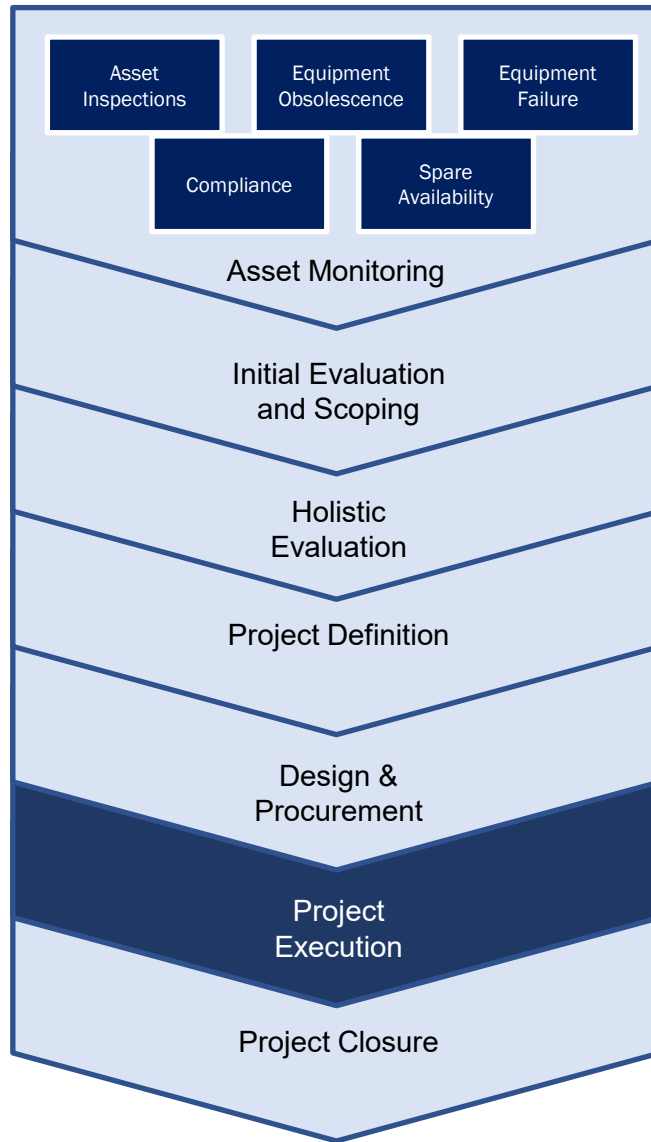 Asset
Inspections
Equipment
Obsolescence
Equipment
Failure
Compliance
Spare
Availability
Asset Monitoring
Initial Evaluation
and Scoping
Holistic
Evaluation
Project Definition
Design &
Procurement
Project
Execution
Project Closure